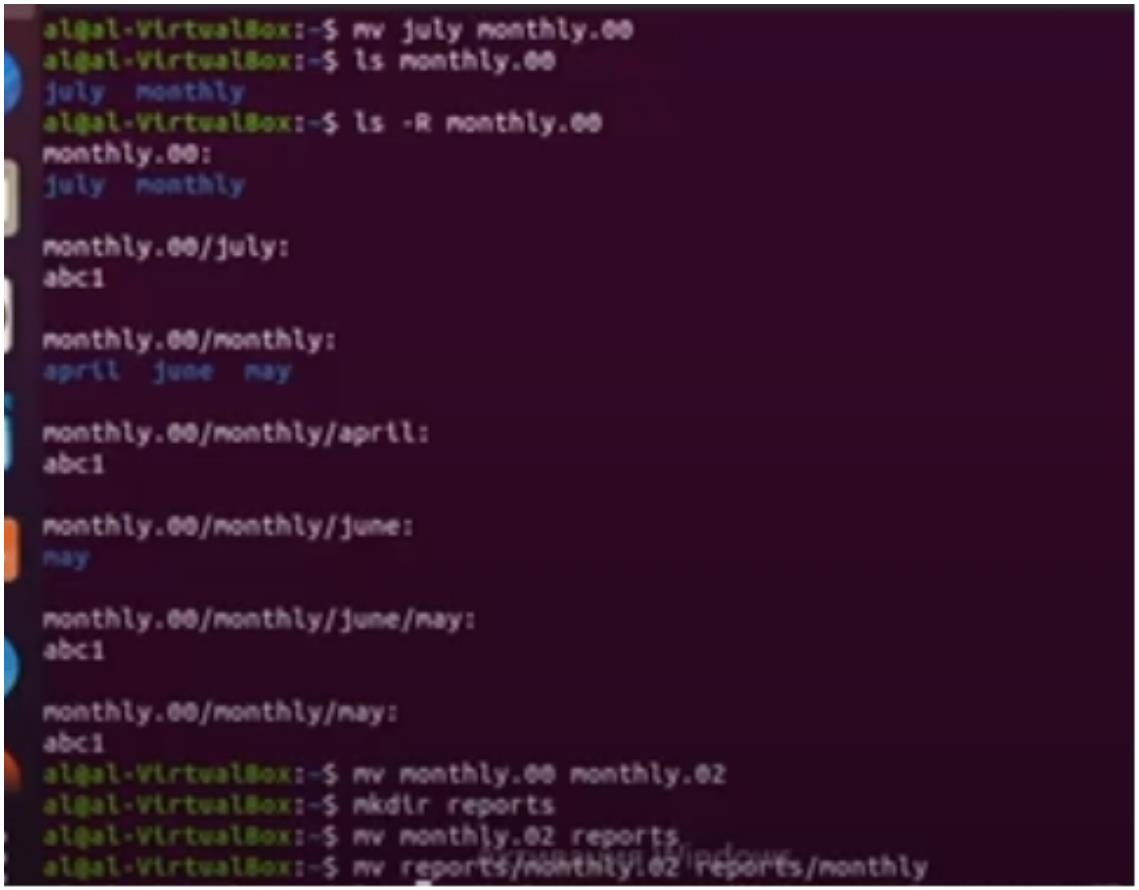 al@al-VirtualBox:~$ mv july monthly.00
al@al-VirtualBox:~$ ls monthly.00
july  monthly
al@al-VirtualBox:~$ ls -R monthly.00
monthly.00:
july  monthly
monthly.00/july:
abc1
monthly.00/monthly:
april  june  may
monthly.00/monthly/april:
abc1
monthly.00/monthly/june:
may
monthly.00/monthly/june/may:
abc1
monthly.00/monthly/may:
abc1
al@al-VirtualBox:~$ mv monthly.00 monthly.02
al@al-VirtualBox:~$ mkdir reports
al@al-VirtualBox:~$ mv monthly.02 reports
al@al-VirtualBox:~$ mv reports/monthly.02 reports/monthly
Активация Windows